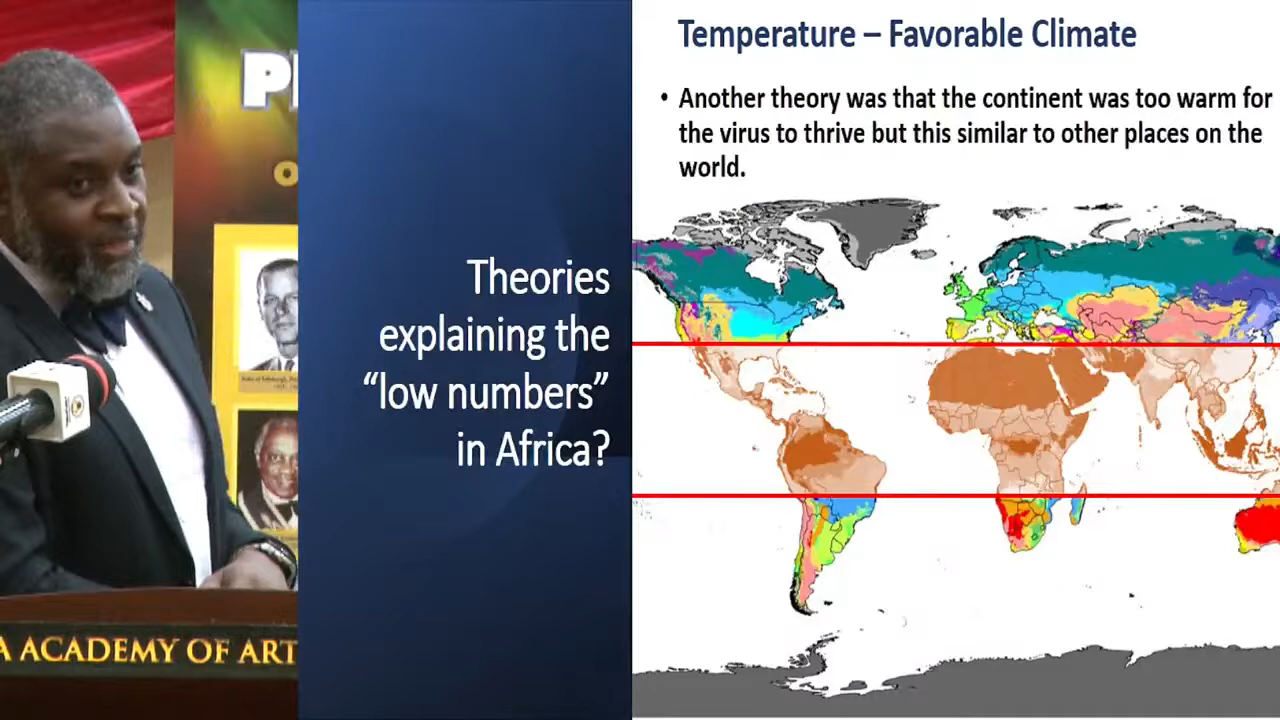 PI
O
A ACADEMY OF ART
Theories
explaining the
“low numbers”
in Africa?
Temperature – Favorable Climate
• Another theory was that the continent was too warm for
the virus to thrive but this similar to other places on the
world.